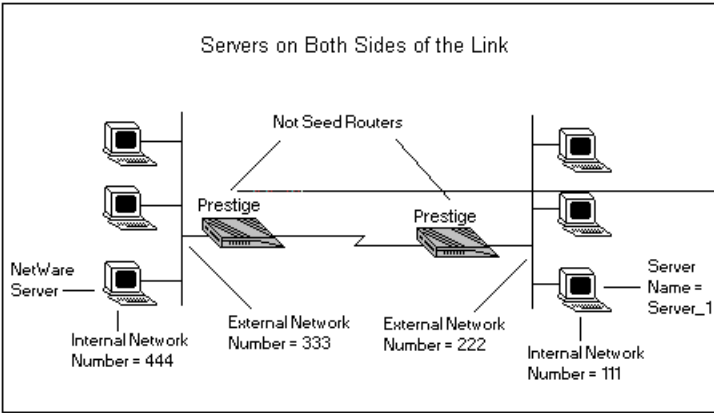 Servers on Both Sides of the Link
Not Seed Routers
Prestige
Prestige
NetWare
Server
Server
Name =
Server_1
External Network
Number = 333
External Network
Number = 222
Internal Network
Number = 444
Internal Network
Number = 111